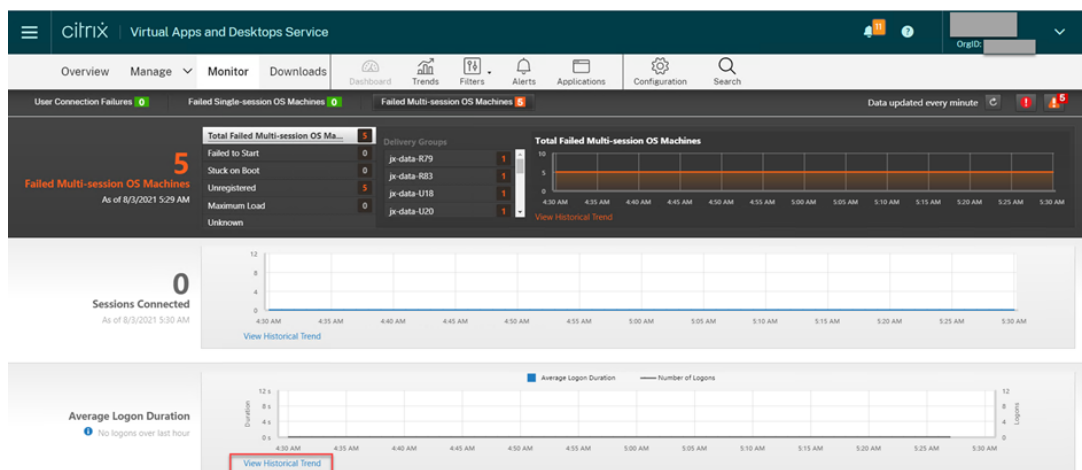 citrix | Virtual Apps and Desktops Service 11 ? OrgID:
Overview Manage Monitor Downloads Dashboard Trends Filters Alerts Applications Configuration Search
User Connection Failures 0 Failed Single-session OS Machines 0 Failed Multi-session OS Machines 5 Data updated every minute 5
5
Failed Multi-session OS Machines
As of 8/3/2021 5:29 AM
Total Failed Multi-session OS Ma... 5
Failed to Start 0
Stuck on Boot 0
Unregistered 5
Maximum Load 0
Unknown
Delivery Groups
jx-data-R79 1
jx-data-R83 1
jx-data-U18 1
jx-data-U20 1
Total Failed Multi-session OS Machines
10
5
0
4:30 AM 4:35 AM 4:40 AM 4:45 AM 4:50 AM 4:55 AM 5:00 AM 5:05 AM 5:10 AM 5:15 AM 5:20 AM 5:25 AM 5:30 AM
View Historical Trend
0
Sessions Connected
As of 8/3/2021 5:30 AM
12
8
4
0
4:30 AM 4:35 AM 4:40 AM 4:45 AM 4:50 AM 4:55 AM 5:00 AM 5:05 AM 5:10 AM 5:15 AM 5:20 AM 5:25 AM 5:30 AM
View Historical Trend
Average Logon Duration
No logons over last hour
Average Logon Duration Number of Logons
Duration
12 s
8 s
4 s
0 s
12
8
4
0
Logons
4:30 AM 4:35 AM 4:40 AM 4:45 AM 4:50 AM 4:55 AM 5:00 AM 5:05 AM 5:10 AM 5:15 AM 5:20 AM 5:25 AM 5:30 AM
View Historical Trend